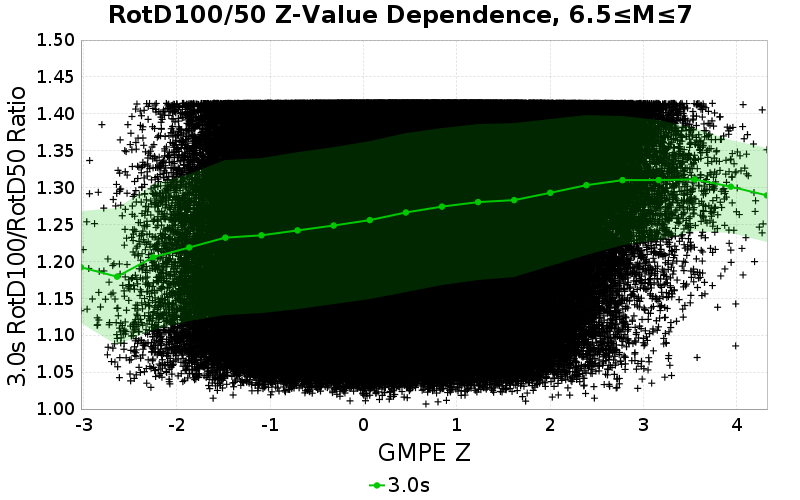 RotD100/50 Z-Value Dependence, 6.5≤M≤7
3.0s RotD100/RotD50 Ratio
1.50
1.45
1.40
1.35
1.30
1.25
1.20
1.15
1.10
1.05
1.00
-3 -2 -1 0 1 2 3 4
GMPE Z
3.0s